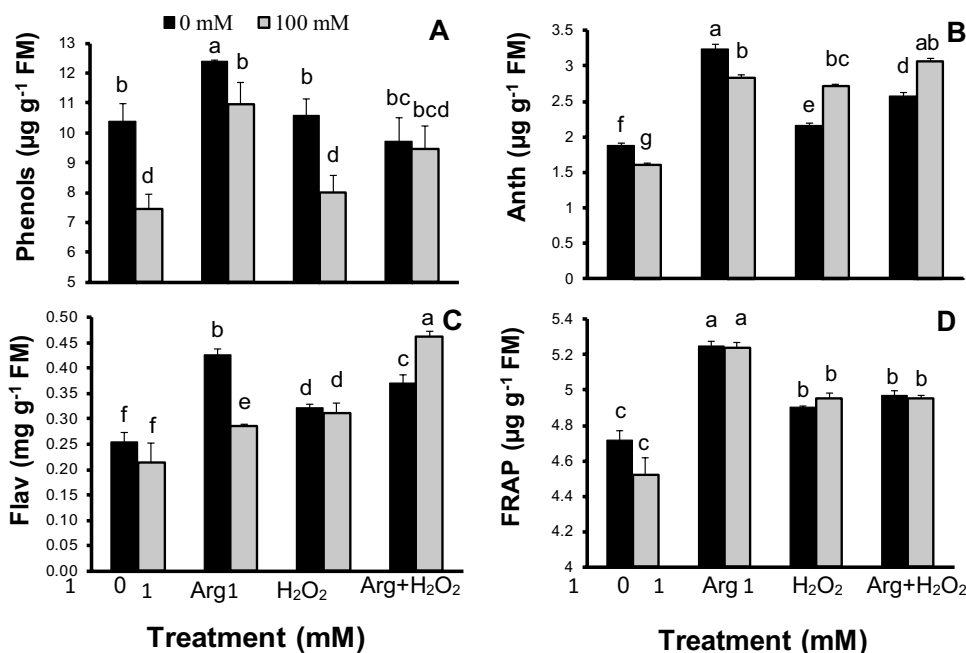 0 mM 100 mM
A
Phenols (µg g⁻¹ FM)
13
12
11
10
9
8
7
6
5
b
d
a
b
b
d
bc
bcd
B
Anth (µg g⁻¹ FM)
3.5
3
2.5
2
1.5
1
0.5
0
f
g
a
b
e
bc
d
ab
C
Flav (mg g⁻¹ FM)
0.50
0.45
0.40
0.35
0.30
0.25
0.20
0.15
0.10
0.05
0.00
f
f
b
e
d
d
c
a
1 0 1 Arg 1 H₂O₂ Arg+H₂O₂
Treatment (mM)
D
FRAP (µg g⁻¹ FM)
5.4
5.2
5
4.8
4.6
4.4
4.2
4
c
c
a
a
b
b
b
b
1 0 1 Arg 1 H₂O₂ Arg+H₂O₂
Treatment (mM)